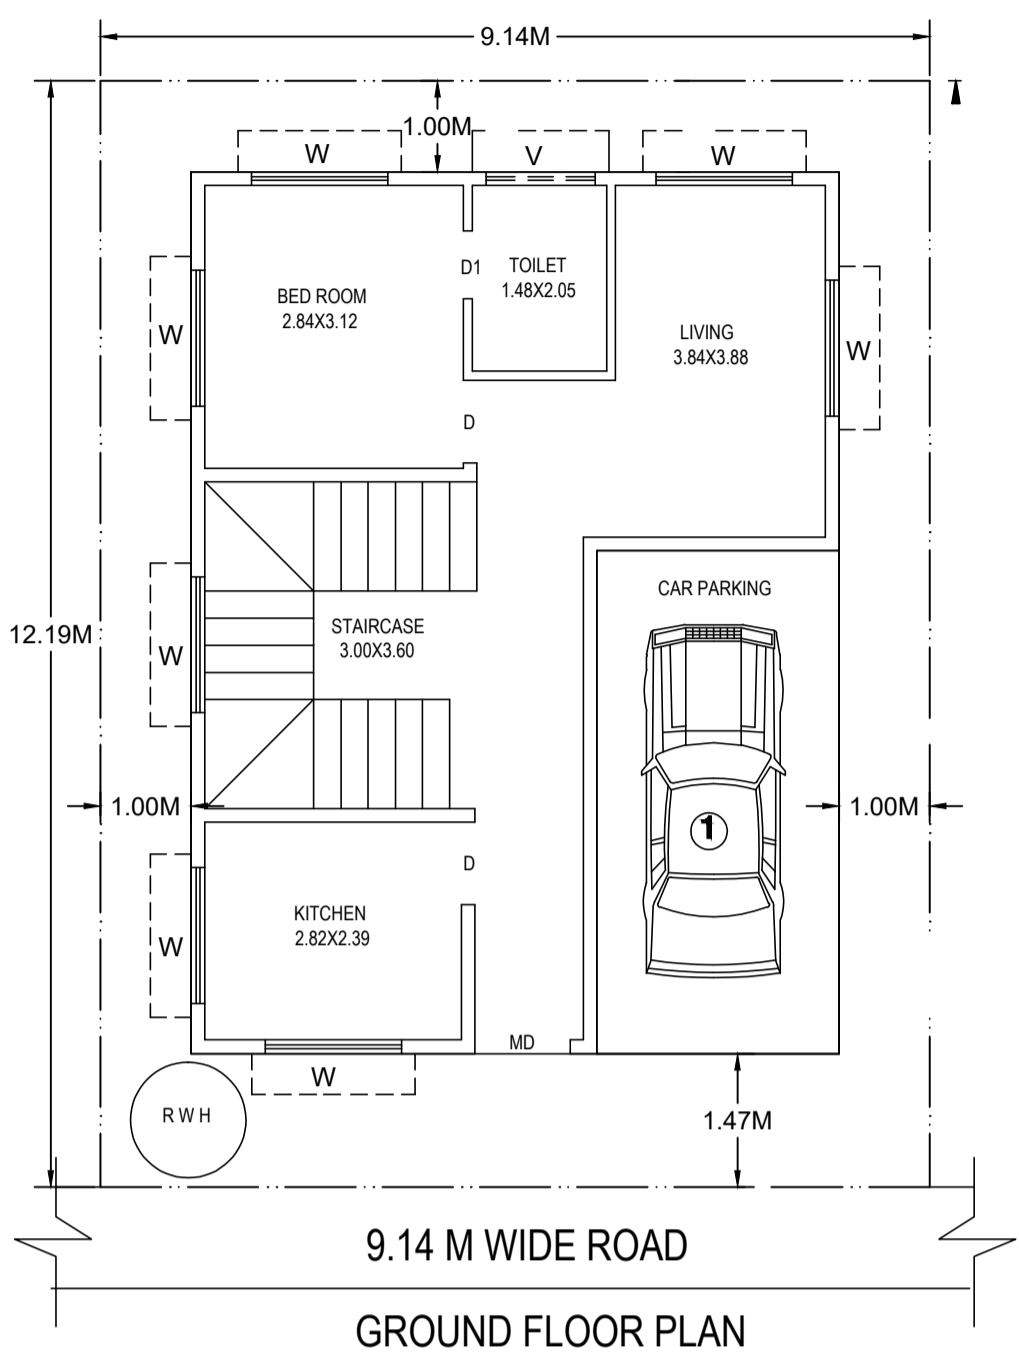 9.14M
1.00M
W
V
W
D1
TOILET
1.48X2.05
BED ROOM
2.84X3.12
W
LIVING
3.84X3.88
W
D
CAR PARKING
STAIRCASE
3.00X3.60
12.19M
W
1.00M
1.00M
1
D
KITCHEN
2.82X2.39
W
MD
W
R W H
1.47M
9.14 M WIDE ROAD
GROUND FLOOR PLAN